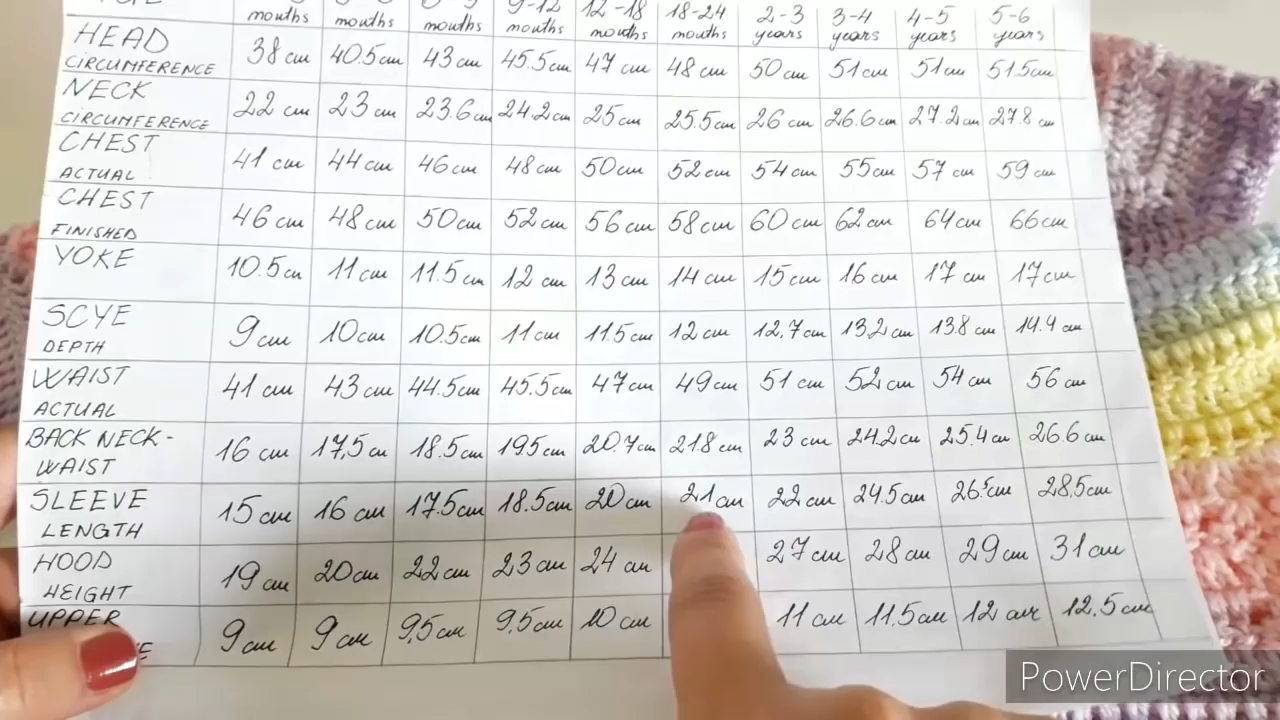 mouths mouths mouths 9-12 mouths 12-18 mouths 18-24 mouths 2-3 years 3-4 years 4-5 years 5-6 years
HEAD CIRCUMFERENCE 38 cm 40.5 cm 43 cm 45.5 cm 47 cm 48 cm 50 cm 51 cm 51 cm 51.5 cm
NECK CIRCUMFERENCE 22 cm 23 cm 23.6 cm 24.2 cm 25 cm 25.5 cm 26 cm 26.6 cm 27.2 cm 27.8 cm
CHEST ACTUAL 41 cm 44 cm 46 cm 48 cm 50 cm 52 cm 54 cm 55 cm 57 cm 59 cm
CHEST FINISHED 46 cm 48 cm 50 cm 52 cm 56 cm 58 cm 60 cm 62 cm 64 cm 66 cm
YOKE 10.5 cm 11 cm 11.5 cm 12 cm 13 cm 14 cm 15 cm 16 cm 17 cm 17 cm
SCYE DEPTH 9 cm 10 cm 10.5 cm 11 cm 11.5 cm 12 cm 12.7 cm 13.2 cm 13.8 cm 14.4 cm
WAIST ACTUAL 41 cm 43 cm 44.5 cm 45.5 cm 47 cm 49 cm 51 cm 52 cm 54 cm 56 cm
BACK NECK- WAIST 16 cm 17,5 cm 18.5 cm 19.5 cm 20.7 cm 21.8 cm 23 cm 24.2 cm 25.4 cm 26.6 cm
SLEEVE LENGTH 15 cm 16 cm 17.5 cm 18.5 cm 20 cm 21 cm 22 cm 24.5 cm 26.5 cm 28.5 cm
HOOD HEIGHT 19 cm 20 cm 22 cm 23 cm 24 cm 27 cm 28 cm 29 cm 31 cm
UPPER 9 cm 9 cm 9,5 cm 9,5 cm 10 cm 11 cm 11.5 cm 12 cm 12.5 cm
PowerDirector